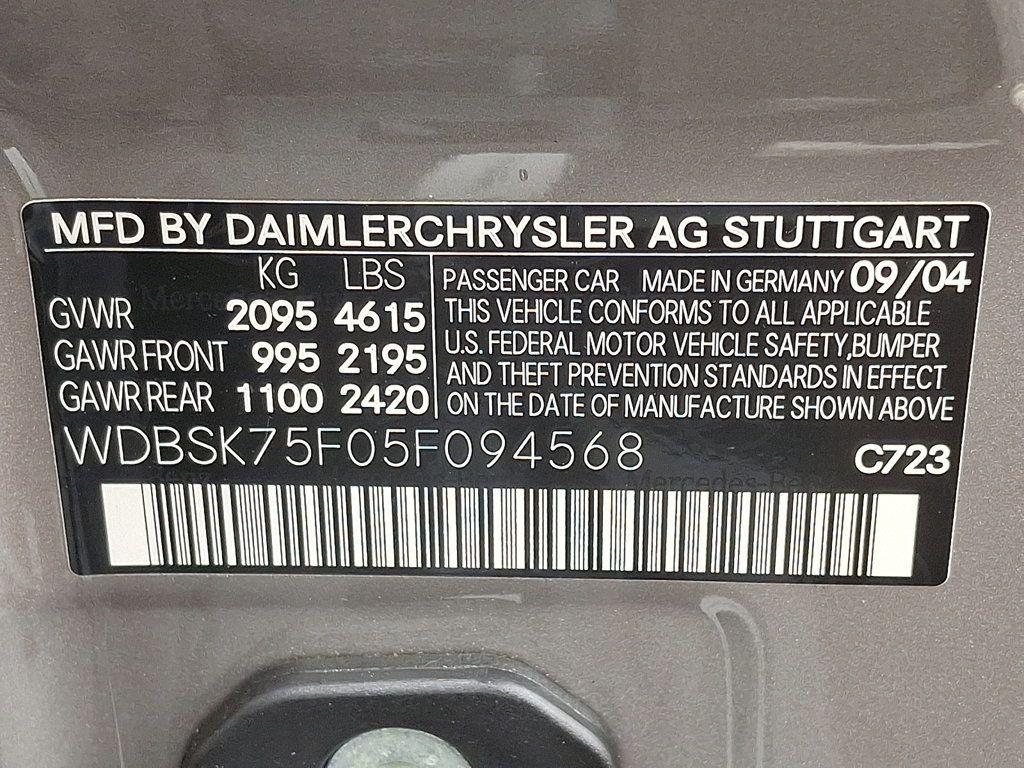 MFD BY DAIMLERCHRYSLER AG STUTTGART
KG LBS
GVWR 2095 4615
GAWR FRONT 995 2195
GAWR REAR 1100 2420
PASSENGER CAR MADE IN GERMANY 09/04
THIS VEHICLE CONFORMS TO ALL APPLICABLE
U.S. FEDERAL MOTOR VEHICLE SAFETY,BUMPER
AND THEFT PREVENTION STANDARDS IN EFFECT
ON THE DATE OF MANUFACTURE SHOWN ABOVE
WDBSK75F05F094568 C723